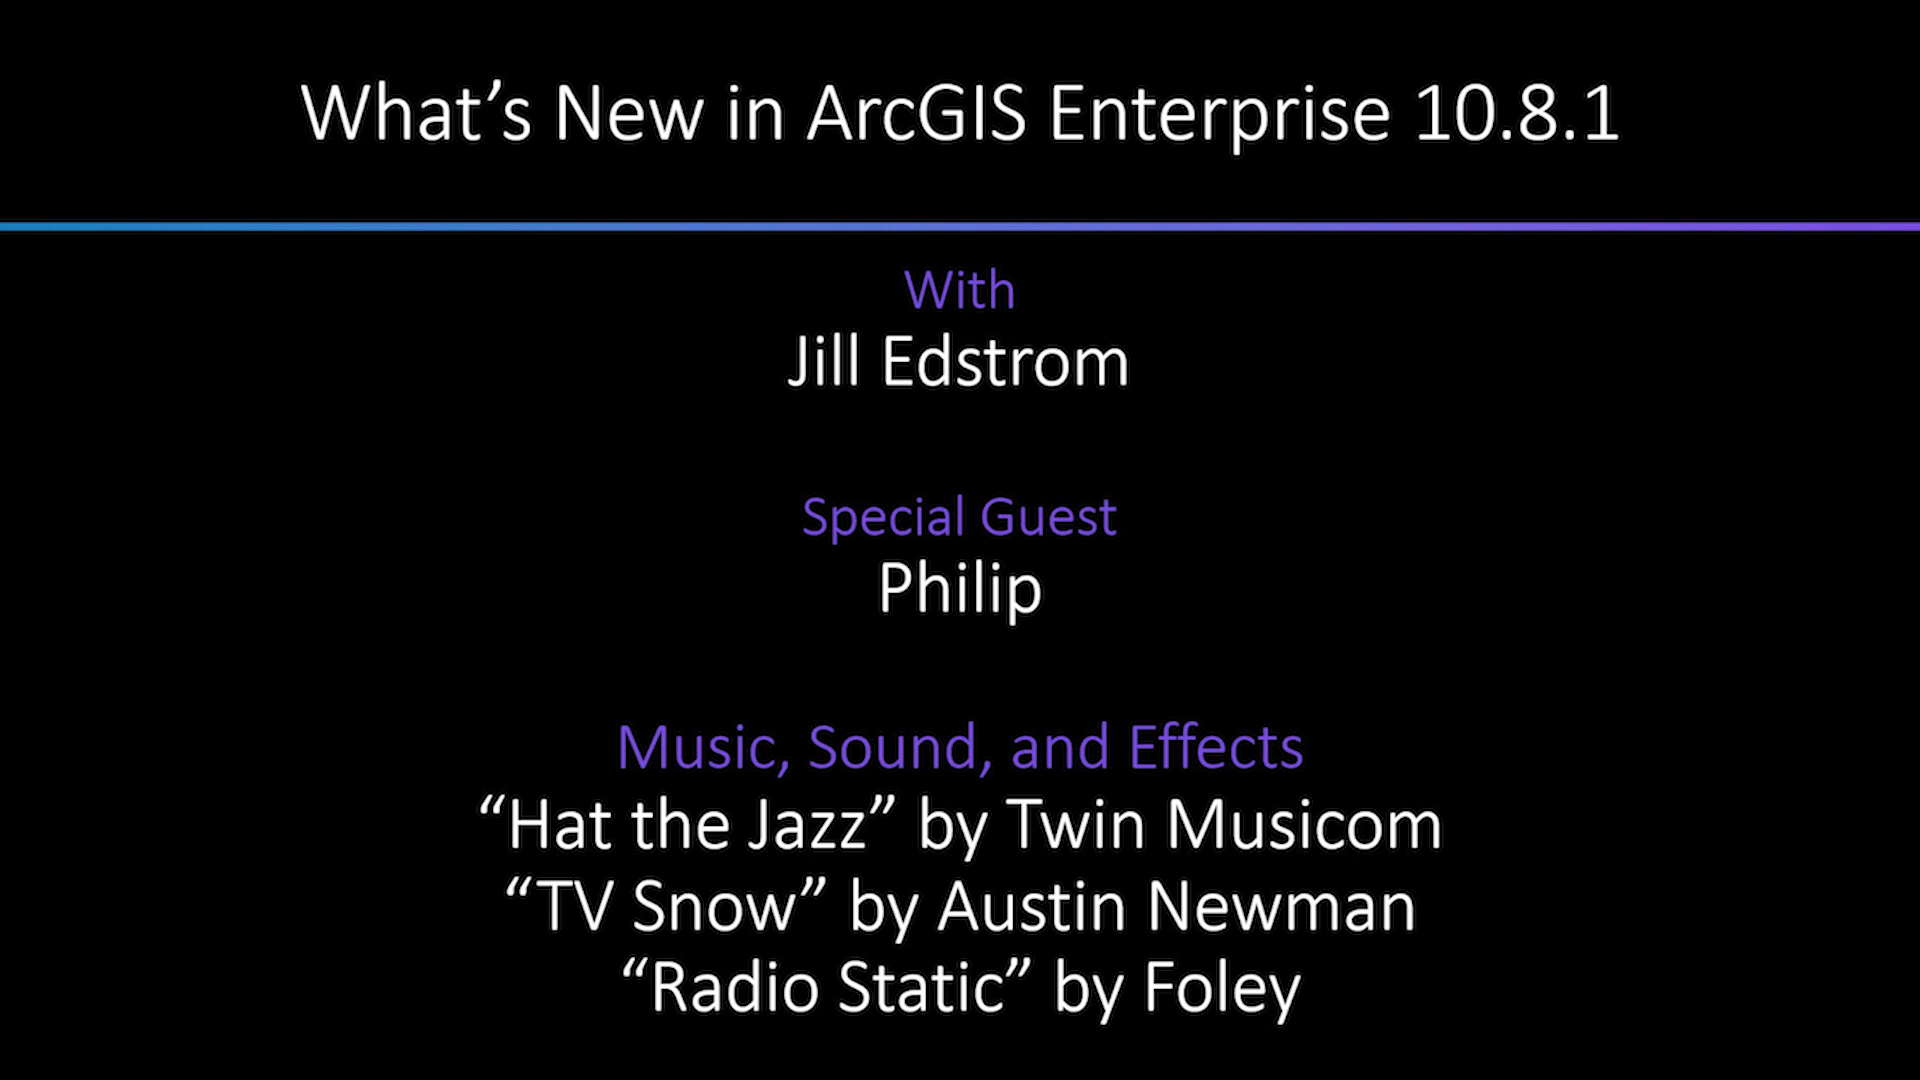 What’s New in ArcGIS Enterprise 10.8.1
With
Jill Edstrom
Special Guest
Philip
Music, Sound, and Effects
“Hat the Jazz” by Twin Musicom
“TV Snow” by Austin Newman
“Radio Static” by Foley